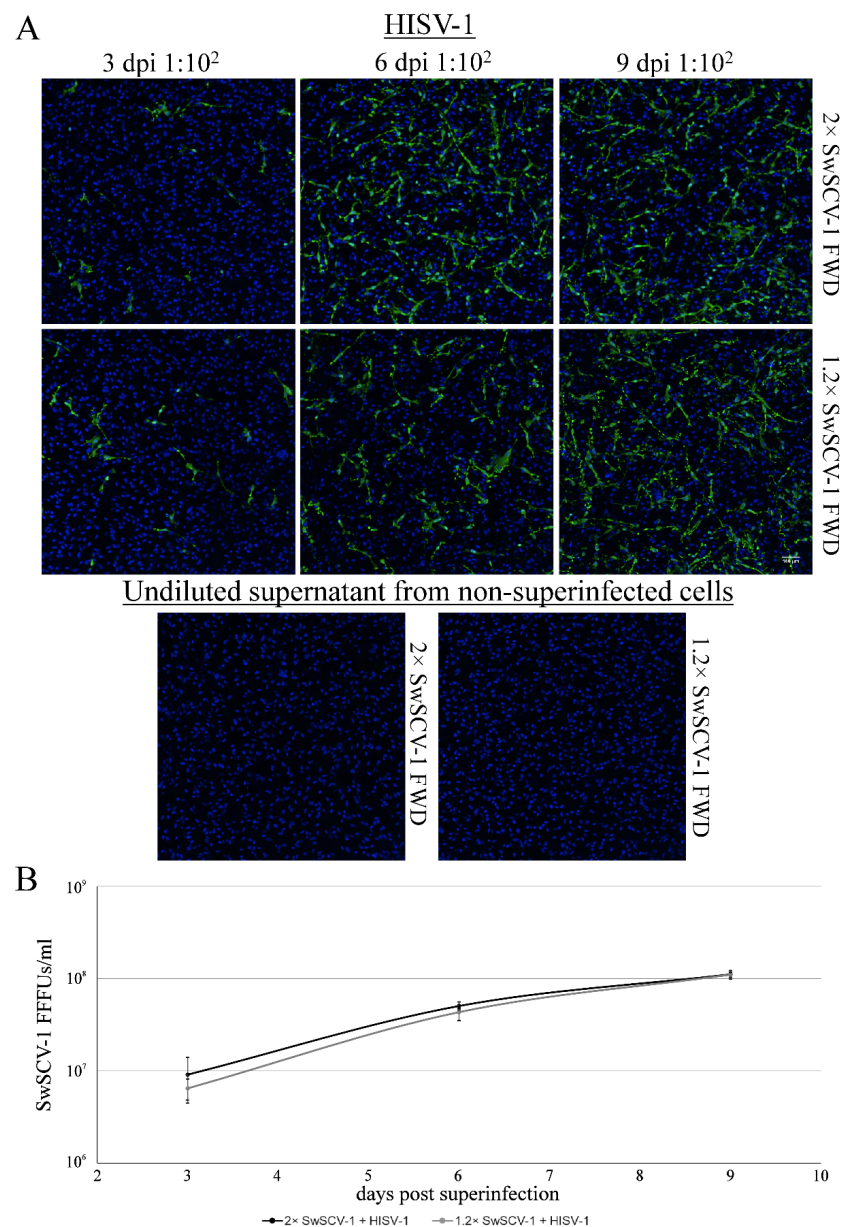 A
HISV-1
3 dpi 1:10²
6 dpi 1:10²
9 dpi 1:10²
2× SwSCV-1 FWD
1.2× SwSCV-1 FWD
Undiluted supernatant from non-superinfected cells
2× SwSCV-1 FWD
1.2× SwSCV-1 FWD
B
SwSCV-1 FFFUs/ml
10⁹
10⁸
10⁷
10⁶
2 3 4 5 6 7 8 9 10
days post superinfection
2× SwSCV-1 + HISV-1 1.2× SwSCV-1 + HISV-1